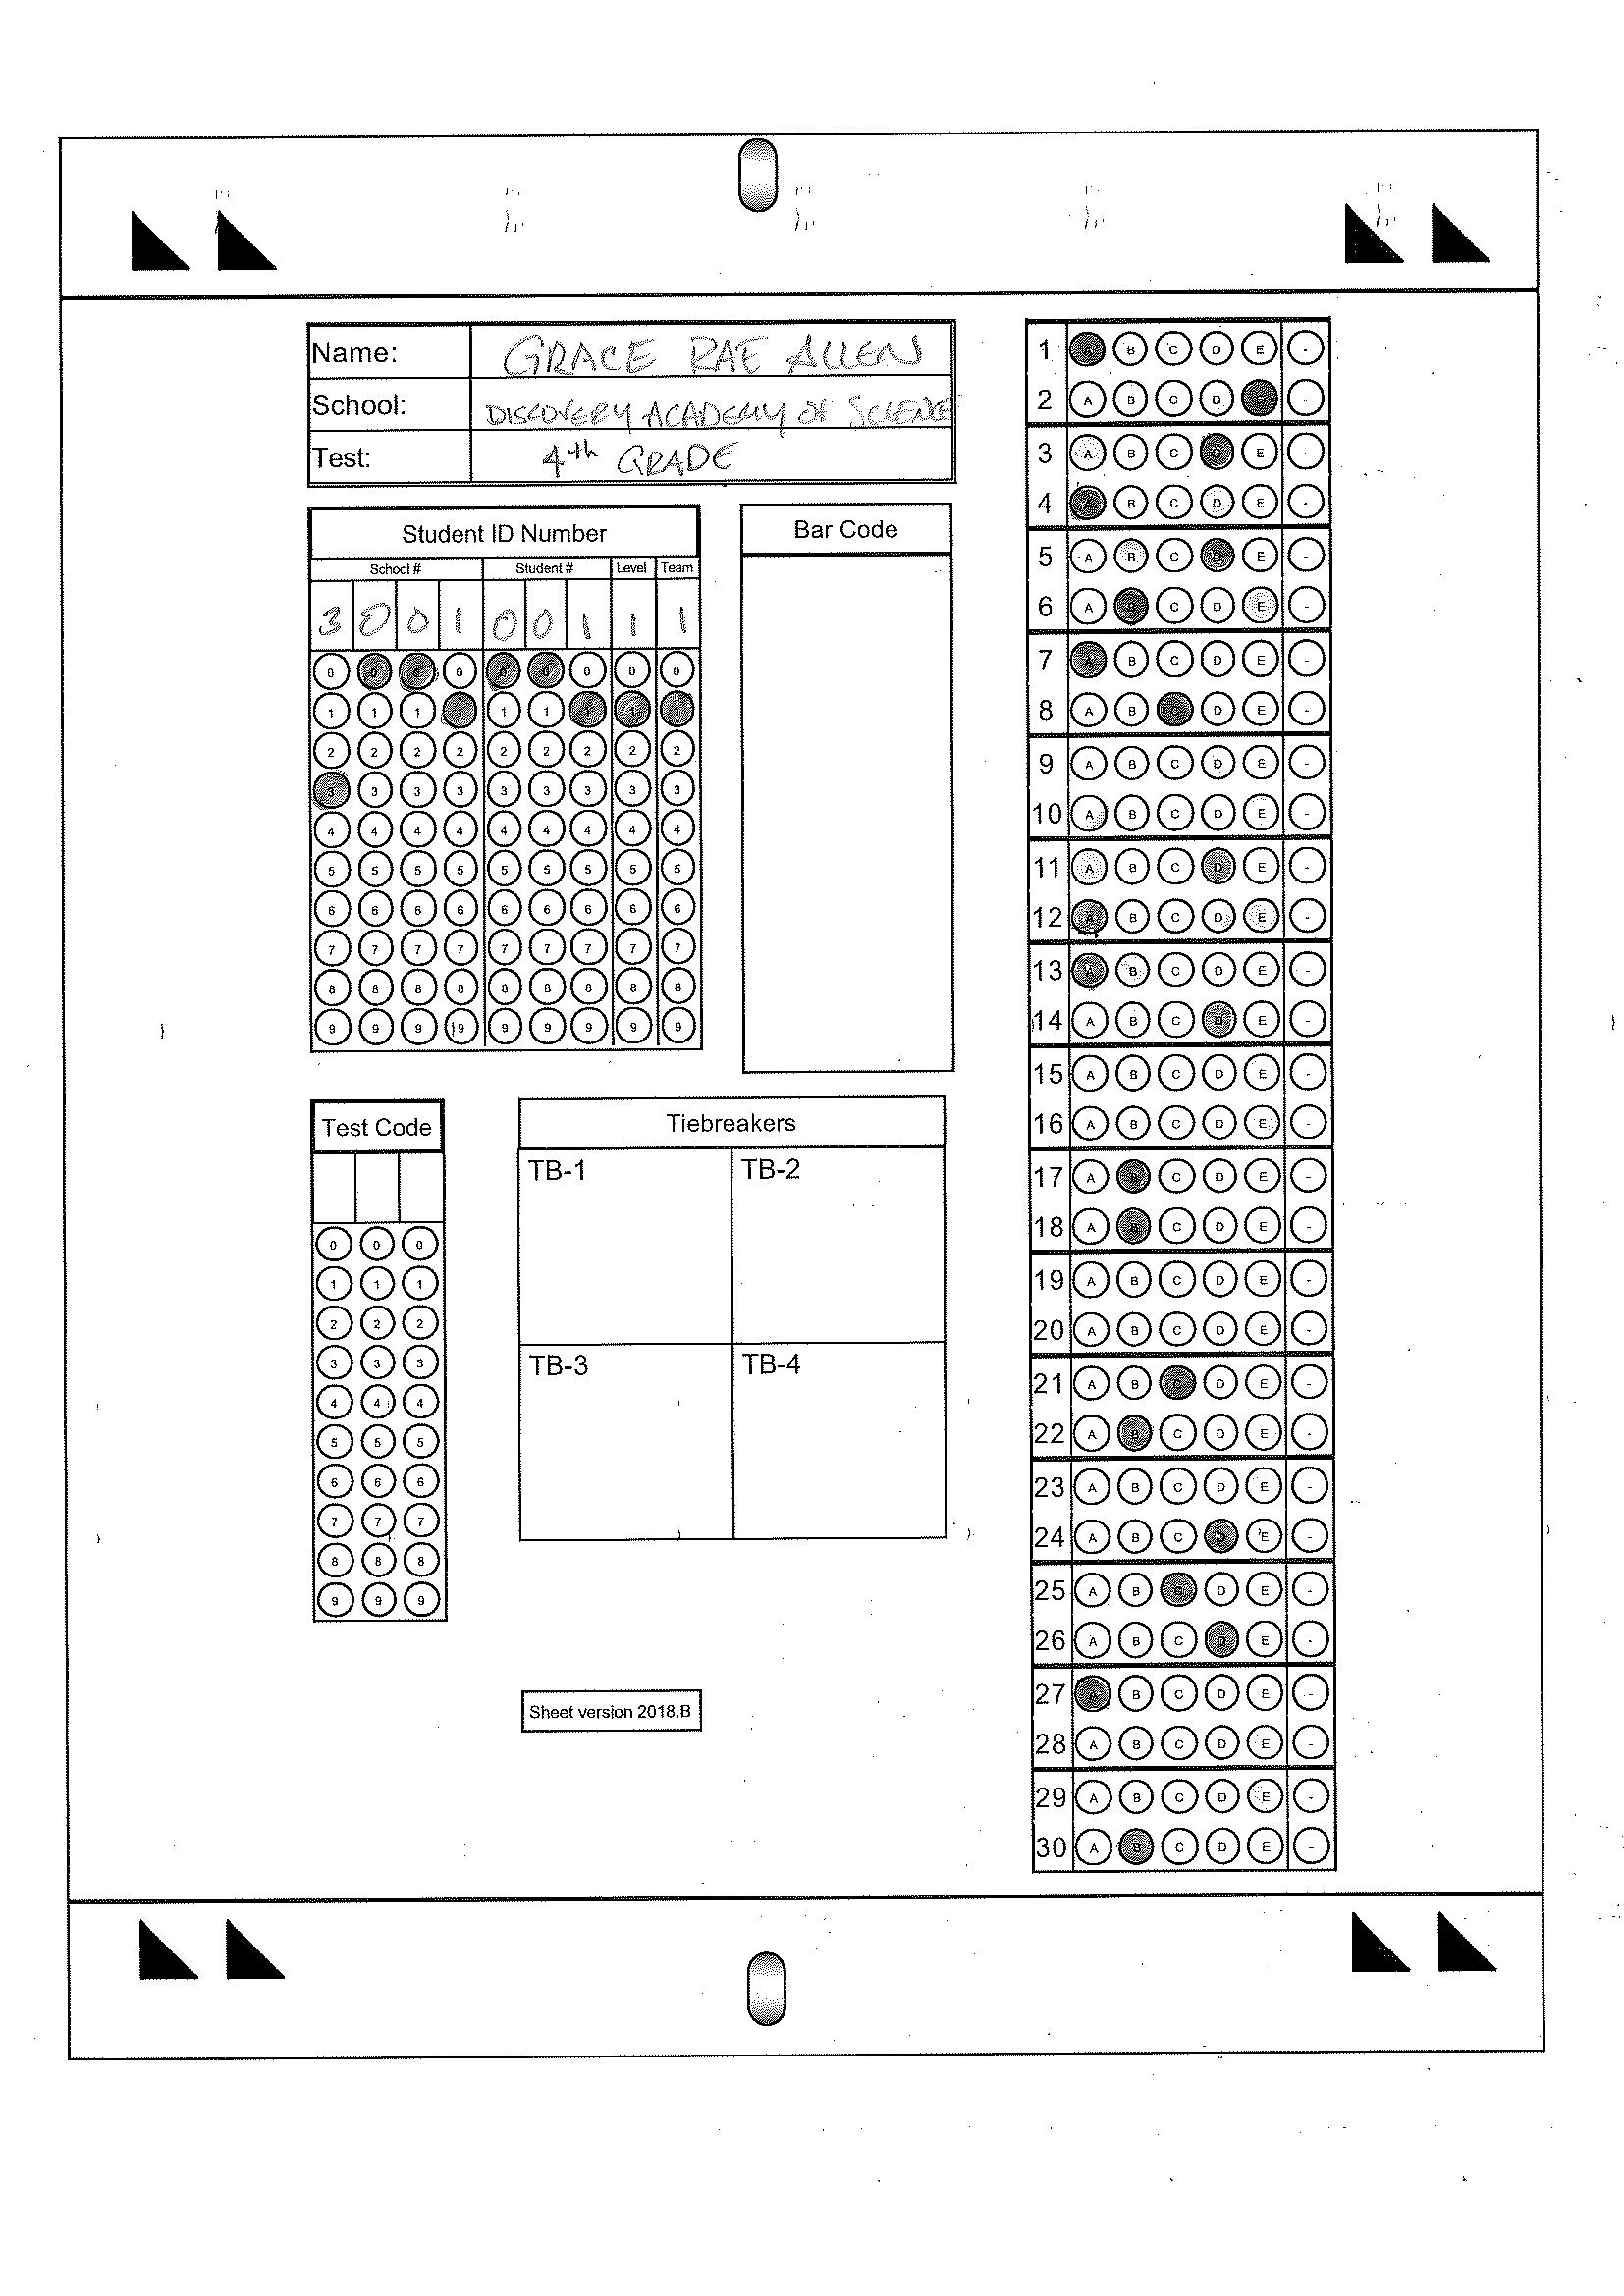 Name: GRACE RAE ALLEN
School: DISCOVERY ACADEMY OF SCIENCE
Test: 4th GRADE
Student ID Number
School # Student # Level Team
3 0 0 1 0 0 1 1 1
0 0 0 0 0 0 0 0 0
1 1 1 1 1 1 1 1 1
2 2 2 2 2 2 2 2 2
3 3 3 3 3 3 3 3 3
4 4 4 4 4 4 4 4 4
5 5 5 5 5 5 5 5 5
6 6 6 6 6 6 6 6 6
7 7 7 7 7 7 7 7 7
8 8 8 8 8 8 8 8 8
9 9 9 9 9 9 9 9 9
Bar Code
Test Code
0 0 0
1 1 1
2 2 2
3 3 3
4 4 4
5 5 5
6 6 6
7 7 7
8 8 8
9 9 9
Tiebreakers
TB-1 TB-2
TB-3 TB-4
Sheet version 2018.B
1 A B C D E -
2 A B C D E -
3 A B C D E -
4 A B C D E -
5 A B C D E -
6 A B C D E -
7 A B C D E -
8 A B C D E -
9 A B C D E -
10 A B C D E -
11 A B C D E -
12 A B C D E -
13 A B C D E -
14 A B C D E -
15 A B C D E -
16 A B C D E -
17 A B C D E -
18 A B C D E -
19 A B C D E -
20 A B C D E -
21 A B C D E -
22 A B C D E -
23 A B C D E -
24 A B C D E -
25 A B C D E -
26 A B C D E -
27 A B C D E -
28 A B C D E -
29 A B C D E -
30 A B C D E -